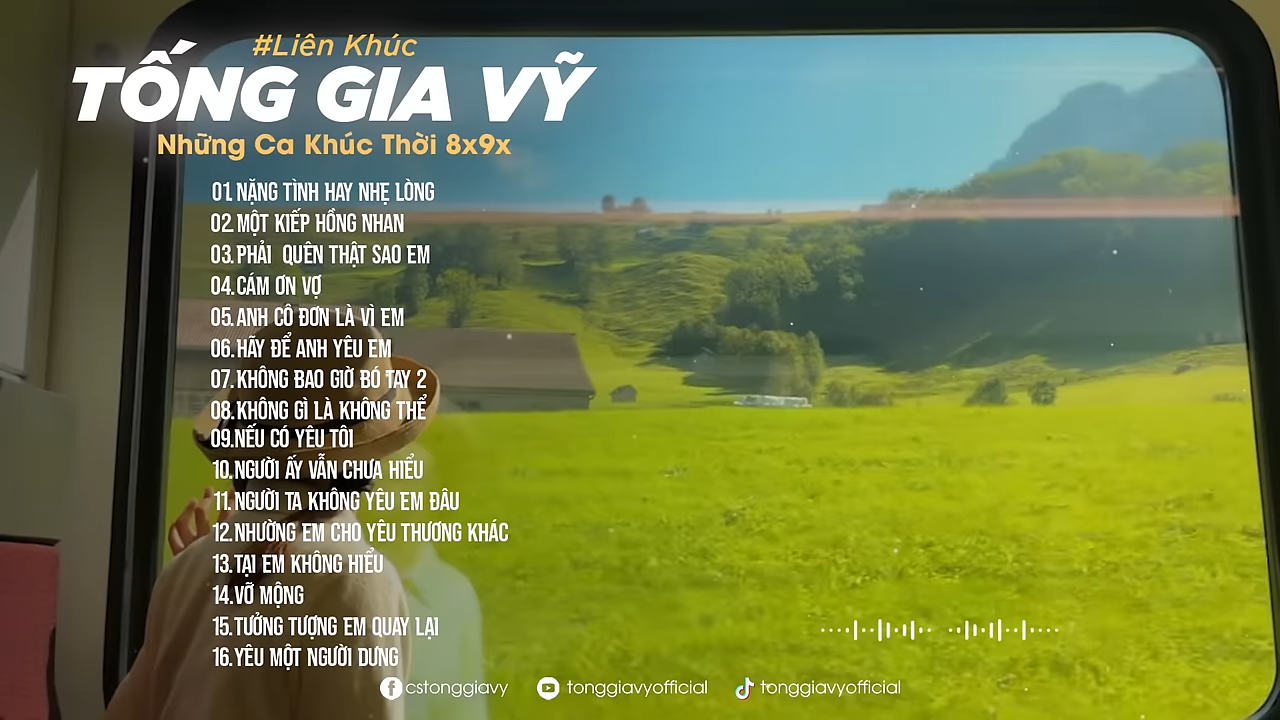 #Liên Khúc
TỐNG GIA VỸ
Những Ca Khúc Thời 8x9x
01.NẶNG TÌNH HAY NHẸ LÒNG
02.MỘT KIẾP HỒNG NHAN
03.PHẢI QUÊN THẬT SAO EM
04.CÁM ƠN VỢ
05.ANH CÔ ĐƠN LÀ VÌ EM
06.HÃY ĐỂ ANH YÊU EM
07.KHÔNG BAO GIỜ BÓ TAY 2
08.KHÔNG GÌ LÀ KHÔNG THỂ
09.NẾU CÓ YÊU TÔI
10.NGƯỜI ẤY VẪN CHƯA HIỂU
11.NGƯỜI TA KHÔNG YÊU EM ĐÂU
12.NHƯỜNG EM CHO YÊU THƯƠNG KHÁC
13.TẠI EM KHÔNG HIỂU
14.VỠ MỘNG
15.TƯỞNG TƯỢNG EM QUAY LẠI
16.YÊU MỘT NGƯỜI DƯNG
cstonggiavy tonggiavyofficial tonggiavyofficial